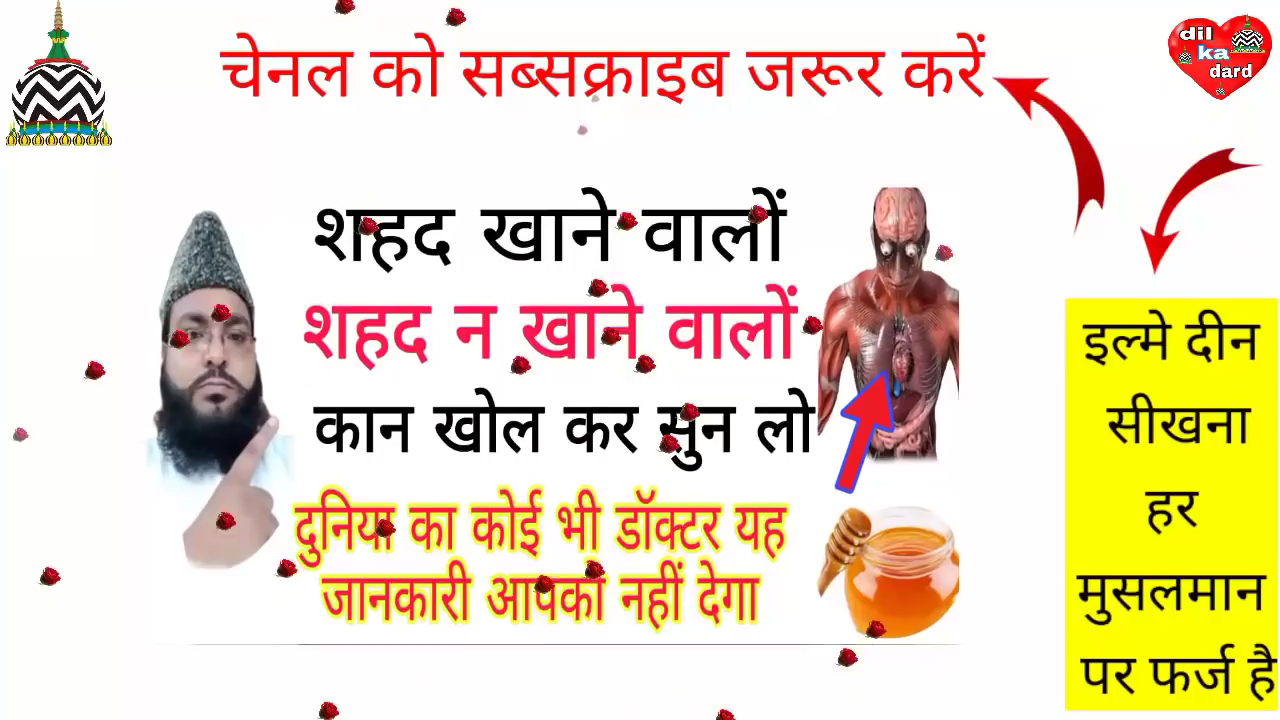 चेनल को सब्सक्राइब जरूर करें
dil
ka
dard
शहद खाने वालों
शहद न खाने वालों
कान खोल कर सुन लो
दुनिया का कोई भी डॉक्टर यह
जानकारी आपको नहीं देगा
इल्मे दीन
सीखना
हर
मुसलमान
पर फर्ज है